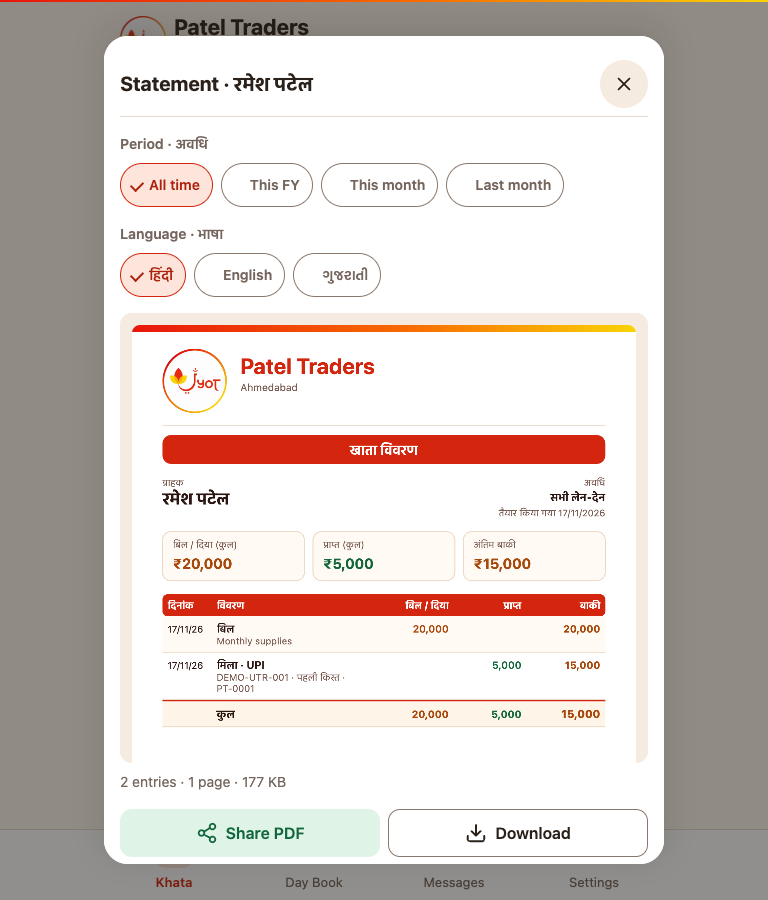 Patel Traders
Statement · रमेश पटेल
Period · अवधि
All time
This FY
This month
Last month
Language · भाषा
हिंदी
English
ગુજરાતી
Jyot
Patel Traders
Ahmedabad
खाता विवरण
ग्राहक
रमेश पटेल
अवधि
सभी लेन-देन
तैयार किया गया 17/11/2026
बिल / दिया (कुल)
₹20,000
प्राप्त (कुल)
₹5,000
अंतिम बाकी
₹15,000
दिनांक विवरण बिल / दिया प्राप्त बाकी
17/11/26 बिल 20,000 20,000
Monthly supplies
17/11/26 मिला · UPI 5,000 15,000
DEMO-UTR-001 · पहली किस्त ·
PT-0001
कुल 20,000 5,000 15,000
2 entries · 1 page · 177 KB
Share PDF
Download
Khata
Day Book
Messages
Settings